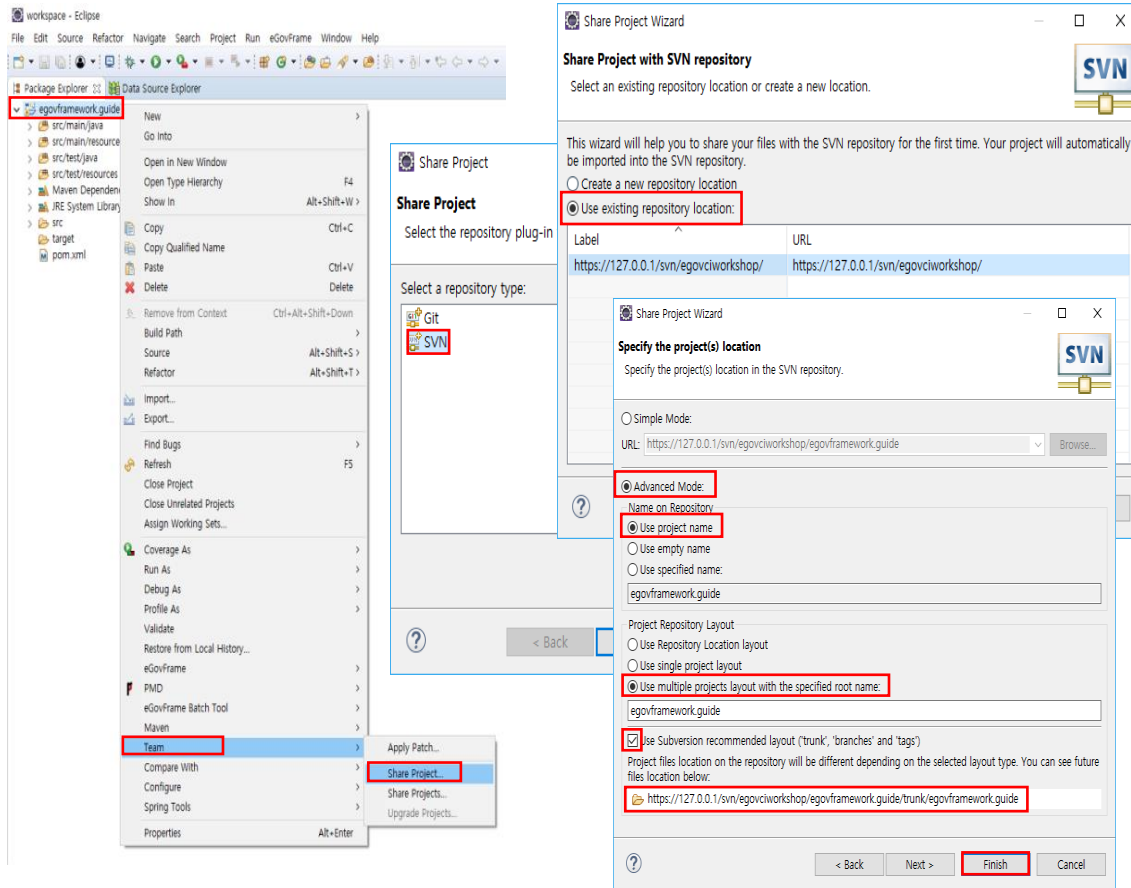 workspace - Eclipse
File Edit Source Refactor Navigate Search Project Run eGovFrame Window Help
Package Explorer
Data Source Explorer
egovframework.guide
src/main/java
src/main/resource
src/test/java
src/test/resources
Maven Dependen
JRE System Library
src
target
pom.xml
New
Go Into
Open in New Window
Open Type Hierarchy F4
Show In Alt+Shift+W >
Copy Ctrl+C
Copy Qualified Name
Paste Ctrl+V
Delete Delete
Remove from Context Ctrl+Alt+Shift+Down
Build Path
Source Alt+Shift+S >
Refactor Alt+Shift+T >
Import...
Export...
Find Bugs
Refresh F5
Close Project
Close Unrelated Projects
Assign Working Sets...
Coverage As
Run As
Debug As
Profile As
Validate
Restore from Local History...
eGovFrame
PMD
eGovFrame Batch Tool
Maven
Team
Compare With
Configure
Spring Tools
Properties Alt+Enter
Apply Patch...
Share Project...
Share Projects...
Upgrade Projects...
Share Project
Share Project
Select the repository plug-in
Select a repository type:
Git
SVN
< Back
Share Project Wizard
Share Project with SVN repository
Select an existing repository location or create a new location.
SVN
This wizard will help you to share your files with the SVN repository for the first time. Your project will automatically
be imported into the SVN repository.
Create a new repository location
Use existing repository location:
Label URL
https://127.0.0.1/svn/egovciworkshop/ https://127.0.0.1/svn/egovciworkshop/
Share Project Wizard
Specify the project(s) location
Specify the project(s) location in the SVN repository.
SVN
Simple Mode:
URL: https://127.0.0.1/svn/egovciworkshop/egovframework.guide Browse...
Advanced Mode:
Name on Repository
Use project name
Use empty name
Use specified name:
egovframework.guide
Project Repository Layout
Use Repository Location layout
Use single project layout
Use multiple projects layout with the specified root name:
egovframework.guide
Use Subversion recommended layout ('trunk', 'branches' and 'tags')
Project files location on the repository will be different depending on the selected layout type. You can see future
files location below:
https://127.0.0.1/svn/egovciworkshop/egovframework.guide/trunk/egovframework.guide
< Back Next > Finish Cancel